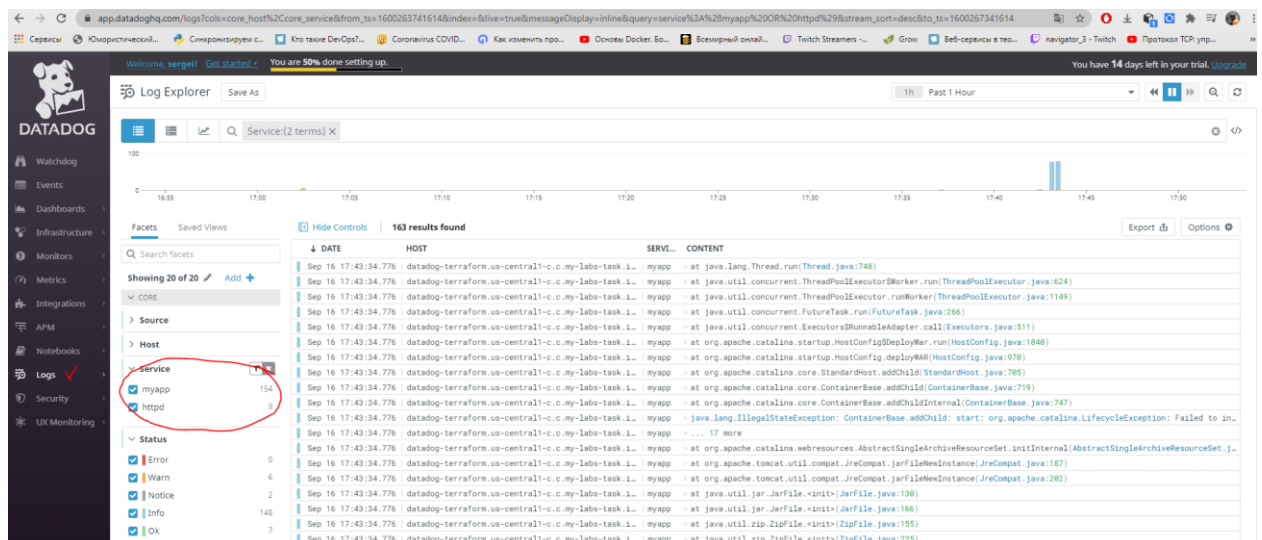 app.datadoghq.com/logs?cols=core_host%2Ccore_service&from_ts=1600263741614&index=&live=true&messageDisplay=inline&query=service%3A%28myapp%20OR%20httpd%29&stream_sort=desc&to_ts=1600267341614
Сервисы Юмористический... Синхронизируем с... Кто такие DevOps?... Coronavirus COVID... Как изменить про... Основы Docker. Бо... Всемирный онлай... Twitch Streamers -... Grow Веб-сервисы в тео... navigator_3 - Twitch Протокол TCP: упр... »
Welcome, sergei! Get started You are 50% done setting up. You have 14 days left in your trial. Upgrade
DATADOG
Watchdog
Events
Dashboards
Infrastructure
Monitors
Metrics
Integrations
APM
Notebooks
Logs
Security
UX Monitoring
Log Explorer Save As 1h Past 1 Hour
Service:(2 terms) × </>
100
0
16:55 17:00 17:05 17:10 17:15 17:20 17:25 17:30 17:35 17:40 17:45 17:50
Facets Saved Views Hide Controls 163 results found Export Options
Search facets
Showing 20 of 20 Add +
CORE
Source
Host
Service
myapp 154
httpd 9
Status
Error 0
Warn 6
Notice 2
Info 148
Ok 7
↓ DATE HOST SERVI... CONTENT
Sep 16 17:43:34.776 datadog-terraform.us-central1-c.c.my-labs-task.i… myapp at java.lang.Thread.run(Thread.java:748)
Sep 16 17:43:34.776 datadog-terraform.us-central1-c.c.my-labs-task.i… myapp at java.util.concurrent.ThreadPoolExecutor$Worker.run(ThreadPoolExecutor.java:624)
Sep 16 17:43:34.776 datadog-terraform.us-central1-c.c.my-labs-task.i… myapp at java.util.concurrent.ThreadPoolExecutor.runWorker(ThreadPoolExecutor.java:1149)
Sep 16 17:43:34.776 datadog-terraform.us-central1-c.c.my-labs-task.i… myapp at java.util.concurrent.FutureTask.run(FutureTask.java:266)
Sep 16 17:43:34.776 datadog-terraform.us-central1-c.c.my-labs-task.i… myapp at java.util.concurrent.Executors$RunnableAdapter.call(Executors.java:511)
Sep 16 17:43:34.776 datadog-terraform.us-central1-c.c.my-labs-task.i… myapp at org.apache.catalina.startup.HostConfig$DeployWar.run(HostConfig.java:1840)
Sep 16 17:43:34.776 datadog-terraform.us-central1-c.c.my-labs-task.i… myapp at org.apache.catalina.startup.HostConfig.deployWAR(HostConfig.java:970)
Sep 16 17:43:34.776 datadog-terraform.us-central1-c.c.my-labs-task.i… myapp at org.apache.catalina.core.StandardHost.addChild(StandardHost.java:705)
Sep 16 17:43:34.776 datadog-terraform.us-central1-c.c.my-labs-task.i… myapp at org.apache.catalina.core.ContainerBase.addChild(ContainerBase.java:719)
Sep 16 17:43:34.776 datadog-terraform.us-central1-c.c.my-labs-task.i… myapp at org.apache.catalina.core.ContainerBase.addChildInternal(ContainerBase.java:747)
Sep 16 17:43:34.776 datadog-terraform.us-central1-c.c.my-labs-task.i… myapp java.lang.IllegalStateException: ContainerBase.addChild: start: org.apache.catalina.LifecycleException: Failed to in…
Sep 16 17:43:34.776 datadog-terraform.us-central1-c.c.my-labs-task.i… myapp ... 17 more
Sep 16 17:43:34.776 datadog-terraform.us-central1-c.c.my-labs-task.i… myapp at org.apache.catalina.webresources.AbstractSingleArchiveResourceSet.initInternal(AbstractSingleArchiveResourceSet.j…
Sep 16 17:43:34.776 datadog-terraform.us-central1-c.c.my-labs-task.i… myapp at org.apache.tomcat.util.compat.JreCompat.jarFileNewInstance(JreCompat.java:187)
Sep 16 17:43:34.776 datadog-terraform.us-central1-c.c.my-labs-task.i… myapp at org.apache.tomcat.util.compat.JreCompat.jarFileNewInstance(JreCompat.java:202)
Sep 16 17:43:34.776 datadog-terraform.us-central1-c.c.my-labs-task.i… myapp at java.util.jar.JarFile.<init>(JarFile.java:130)
Sep 16 17:43:34.776 datadog-terraform.us-central1-c.c.my-labs-task.i… myapp at java.util.jar.JarFile.<init>(JarFile.java:166)
Sep 16 17:43:34.776 datadog-terraform.us-central1-c.c.my-labs-task.i… myapp at java.util.zip.ZipFile.<init>(ZipFile.java:155)
Sep 16 17:43:34.776 datadog-terraform.us-central1-c.c.my-labs-task.i… myapp at java.util.zip.ZipFile.<init>(ZipFile.java:225)